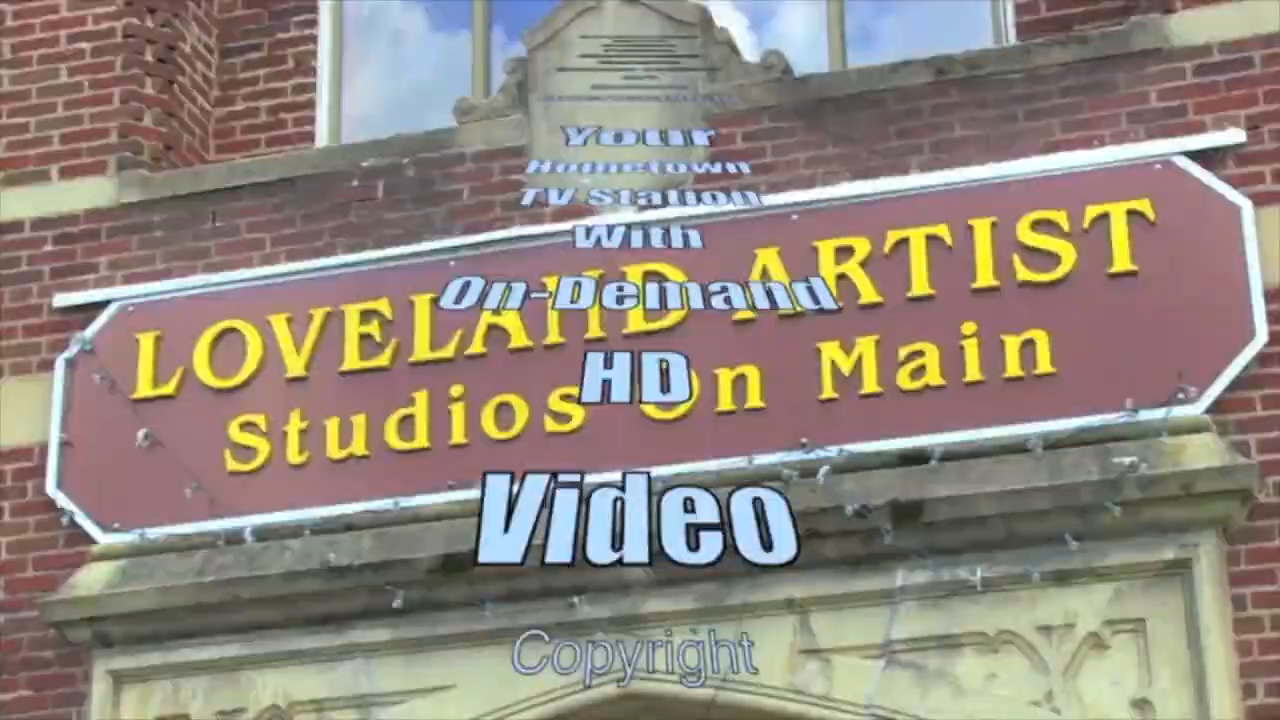 Your
Hometown
TV Station
With
On-Demand
HD
Video
LOVELAND ARTIST
Studios On Main
Copyright